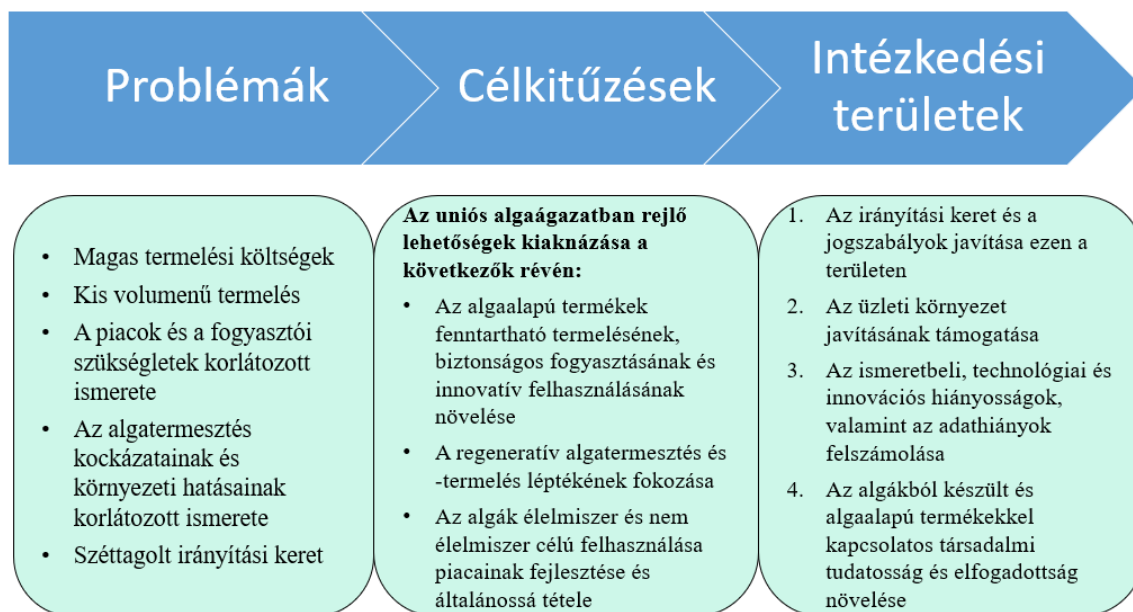 Problémák
Célkitűzések
Intézkedési
területek
• Magas termelési költségek
• Kis volumenű termelés
• A piacok és a fogyasztói
szükségletek korlátozott
ismerete
• Az algatermesztés
kockázatainak és
környezeti hatásainak
korlátozott ismerete
• Széttagolt irányítási keret
Az uniós algaágazatban rejlő
lehetőségek kiaknázása a
következők révén:
• Az algaalapú termékek
fenntartható termelésének,
biztonságos fogyasztásának és
innovatív felhasználásának
növelése
• A regeneratív algatermesztés és
-termelés léptékének fokozása
• Az algák élelmiszer és nem
élelmiszer célú felhasználása
piacainak fejlesztése és
általánossá tétele
1. Az irányítási keret és a
jogszabályok javítása ezen a
területen
2. Az üzleti környezet
javításának támogatása
3. Az ismeretbeli, technológiai és
innovációs hiányosságok,
valamint az adathiányok
felszámolása
4. Az algákból készült és
algaalapú termékekkel
kapcsolatos társadalmi
tudatosság és elfogadottság
növelése